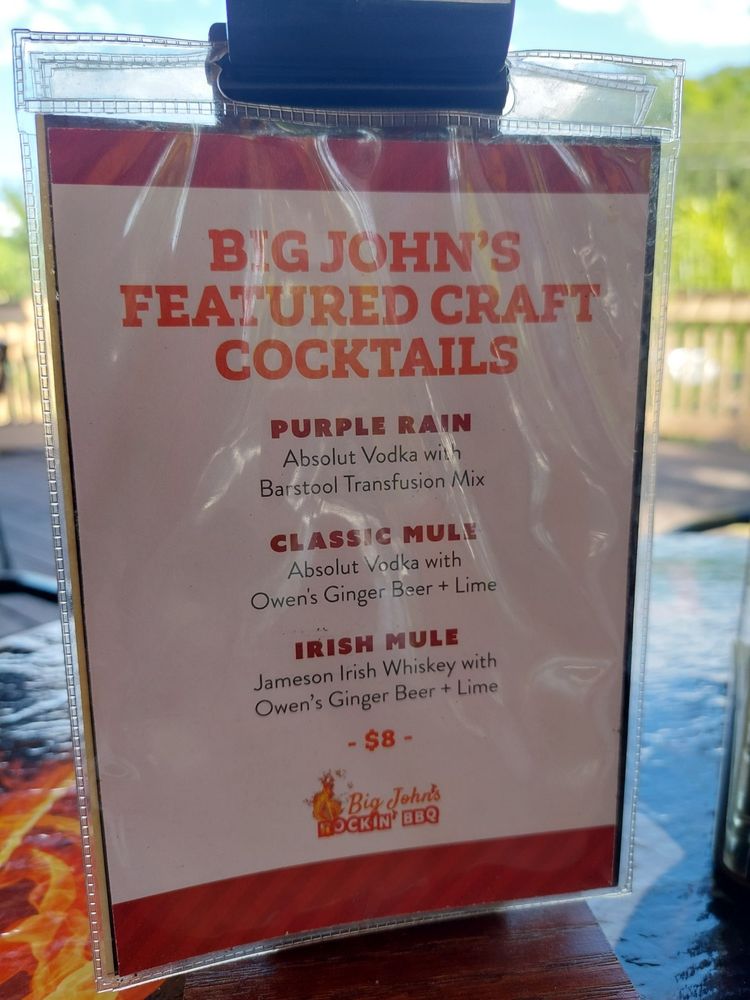 BIG JOHN'S
FEATURED CRAFT
COCKTAILS
PURPLE RAIN
Absolut Vodka with
Barstool Transfusion Mix
CLASSIC MULE
Absolut Vodka with
Owen's Ginger Beer + Lime
IRISH MULE
Jameson Irish Whiskey with
Owen's Ginger Beer + Lime
- $8 -
Big John's
ROCKIN' BBQ